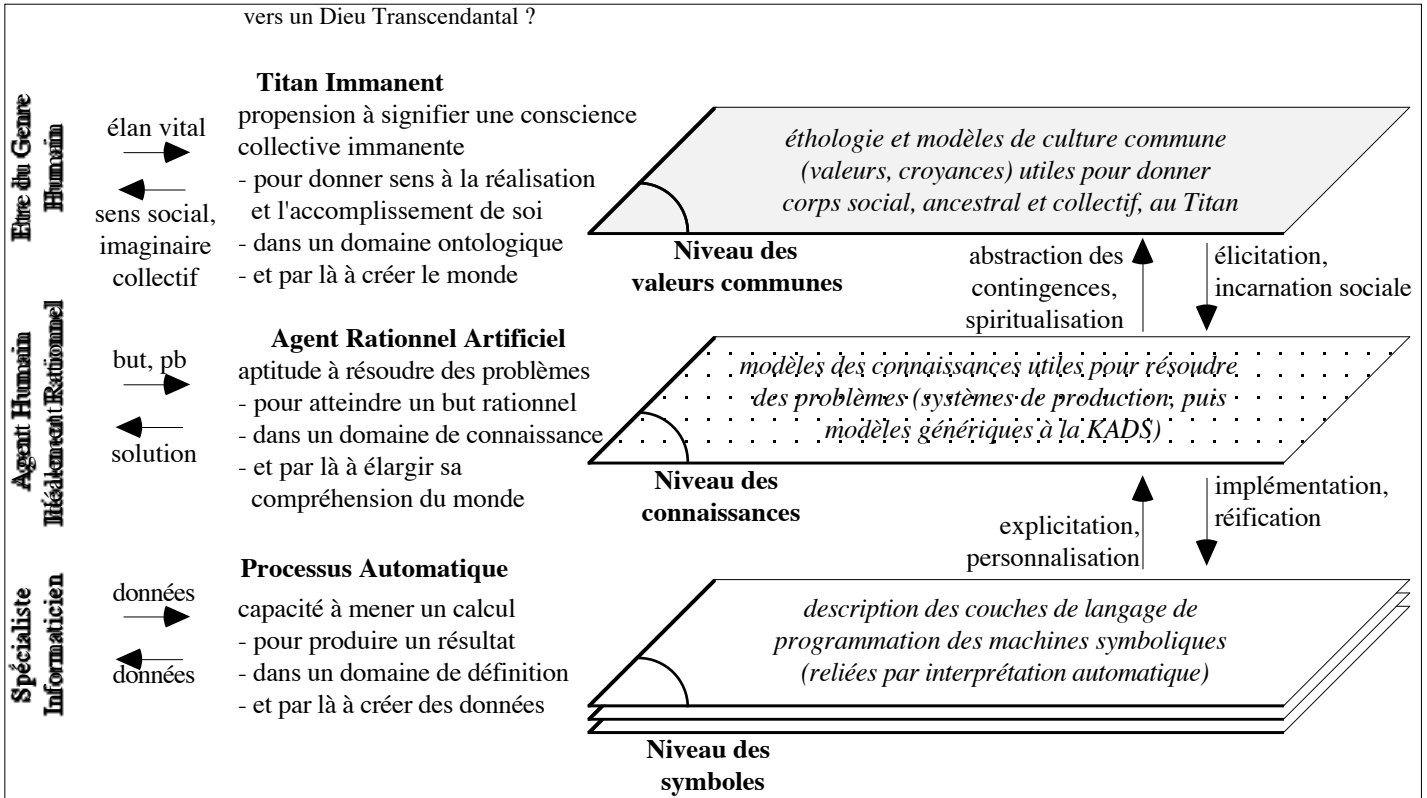 vers un Dieu Transcendantal ?
Etre du Genre
Humain
élan vital
sens social,
imaginaire
collectif
Titan Immanent
propension à signifier une conscience
collective immanente
- pour donner sens à la réalisation
et l'accomplissement de soi
- dans un domaine ontologique
- et par là à créer le monde
éthologie et modèles de culture commune
(valeurs, croyances) utiles pour donner
corps social, ancestral et collectif, au Titan
Niveau des
valeurs communes
abstraction des
contingences,
spiritualisation
élicitation,
incarnation sociale
Agent Humain
Idéalement Rationnel
but, pb
solution
Agent Rationnel Artificiel
aptitude à résoudre des problèmes
- pour atteindre un but rationnel
- dans un domaine de connaissance
- et par là à élargir sa
compréhension du monde
modèles des connaissances utiles pour résoudre
des problèmes (systèmes de production, puis
modèles génériques à la KADS)
Niveau des
connaissances
explicitation,
personnalisation
implémentation,
réification
Spécialiste
Informaticien
données
données
Processus Automatique
capacité à mener un calcul
- pour produire un résultat
- dans un domaine de définition
- et par là à créer des données
description des couches de langage de
programmation des machines symboliques
(reliées par interprétation automatique)
Niveau des
symboles